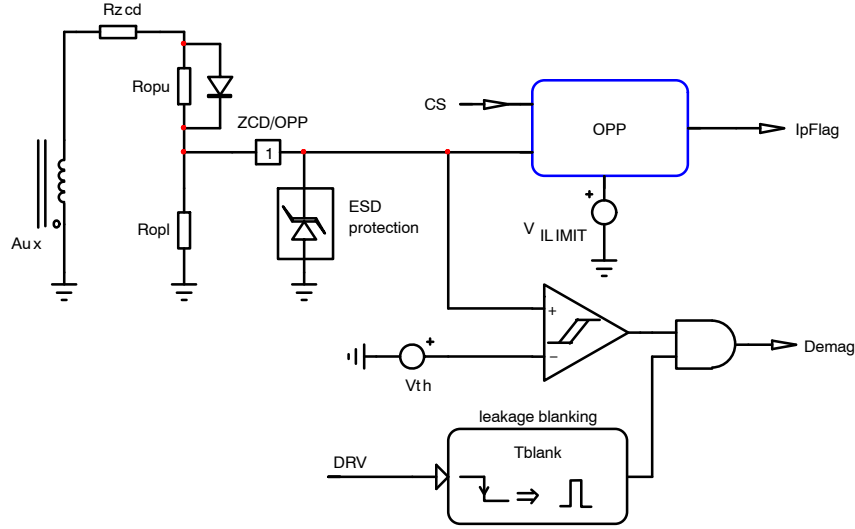 Rzcd
Ropu
ZCD/OPP
1
CS
OPP
IpFlag
ESD
protection
+
V ILIMIT
Ropl
Aux
+
−
+
Vth
Demag
leakage blanking
Tblank
DRV